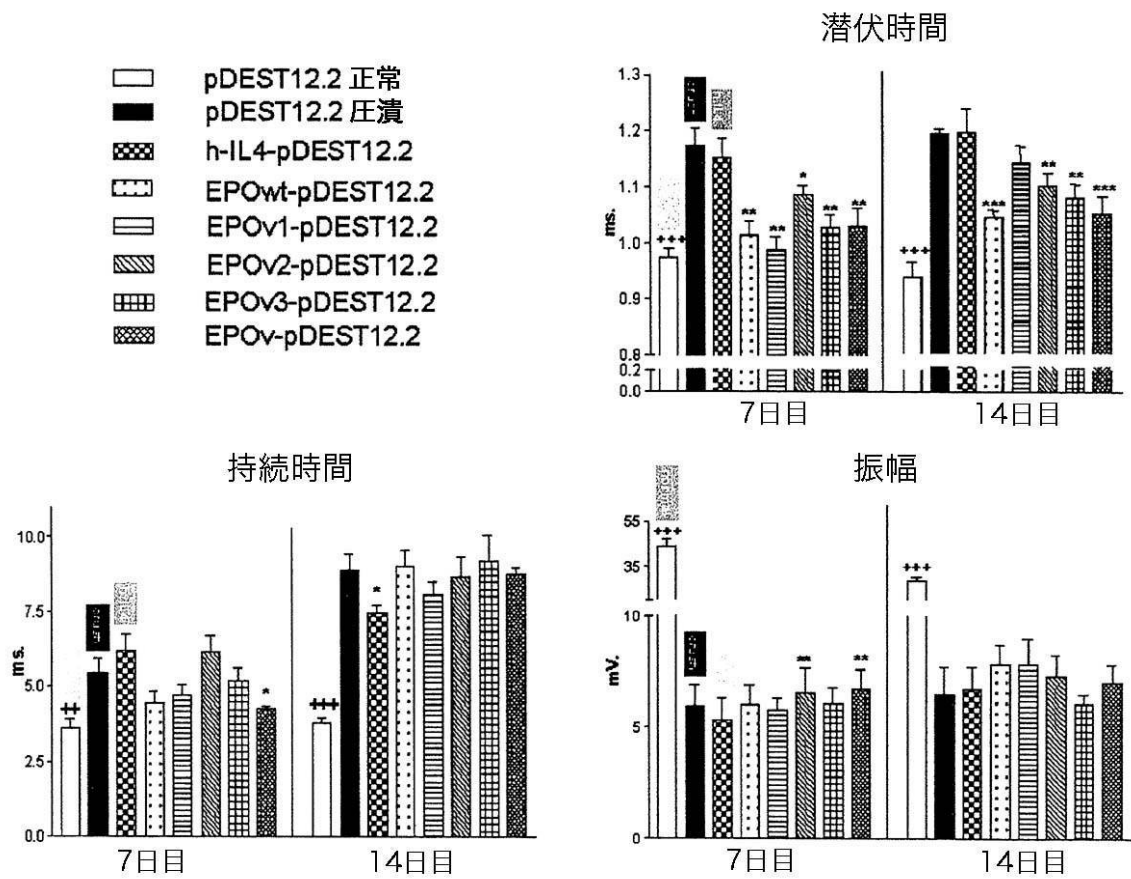 pDEST12.2 正常
pDEST12.2 圧潰
h-IL4-pDEST12.2
EPOwt-pDEST12.2
EPOv1-pDEST12.2
EPOv2-pDEST12.2
EPOv3-pDEST12.2
EPOv-pDEST12.2
潜伏時間
1.3
1.2
1.1
1.0
0.9
0.8
0.2
0.0
ms.
+++
**
**
*
**
**
+++
***
**
**
***
7日目
14日目
持続時間
10.0
7.5
5.0
2.5
0.0
ms.
++
*
+++
*
7日目
14日目
振幅
55
35
10
5
0
mV.
+++
**
**
+++
7日目
14日目